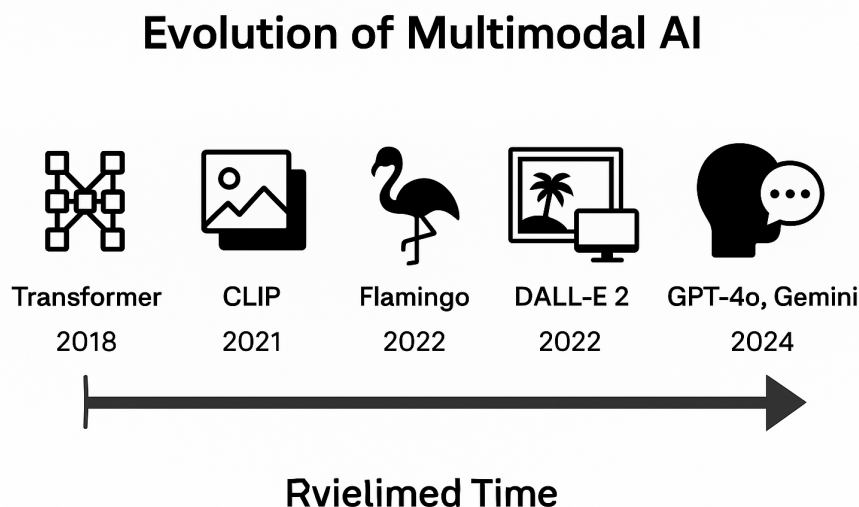 Evolution of Multimodal AI
Transformer CLIP Flamingo DALL-E 2 GPT-4o, Gemini
2018 2021 2022 2022 2024
Rvielimed Time